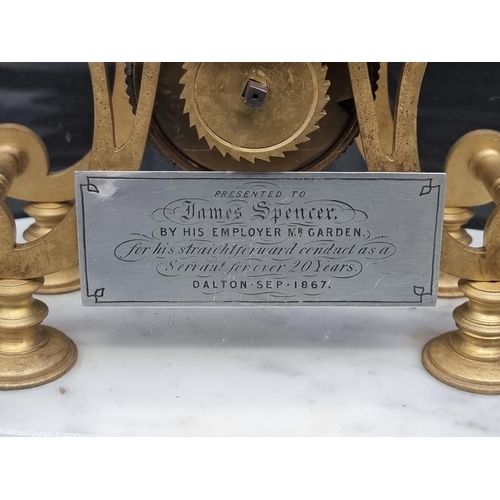 PRESENTED TO
James Spencer.
BY HIS EMPLOYER MR GARDEN.
for his straightforward conduct as a
Servant for over 20 Years.
DALTON · SEP · 1867.